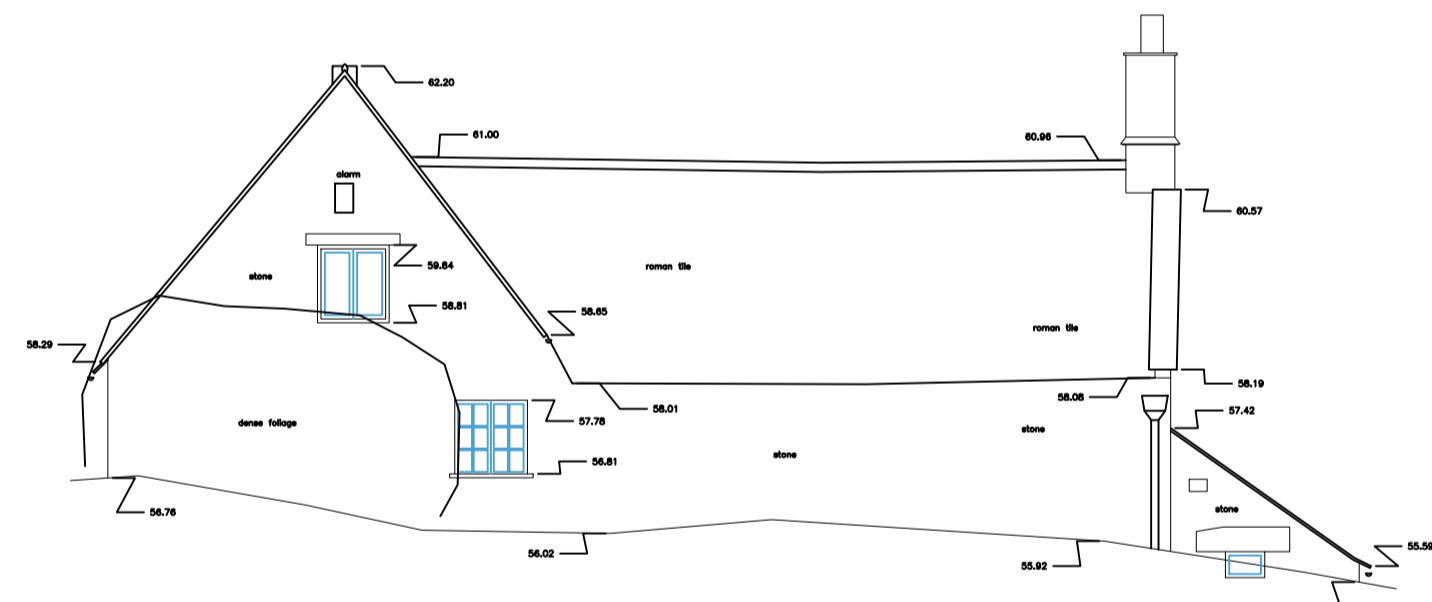 62.20
61.00
60.96
alarm
60.57
59.84
stone
roman tile
58.81
58.65
roman tile
58.29
58.19
58.01
58.08
57.42
57.78
dense foliage
stone
stone
56.81
stone
56.76
56.02
55.92
55.59